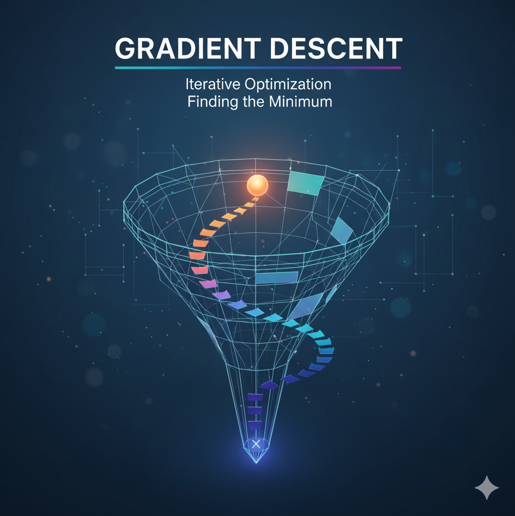 GRADIENT DESCENT
Iterative Optimization
Finding the Minimum